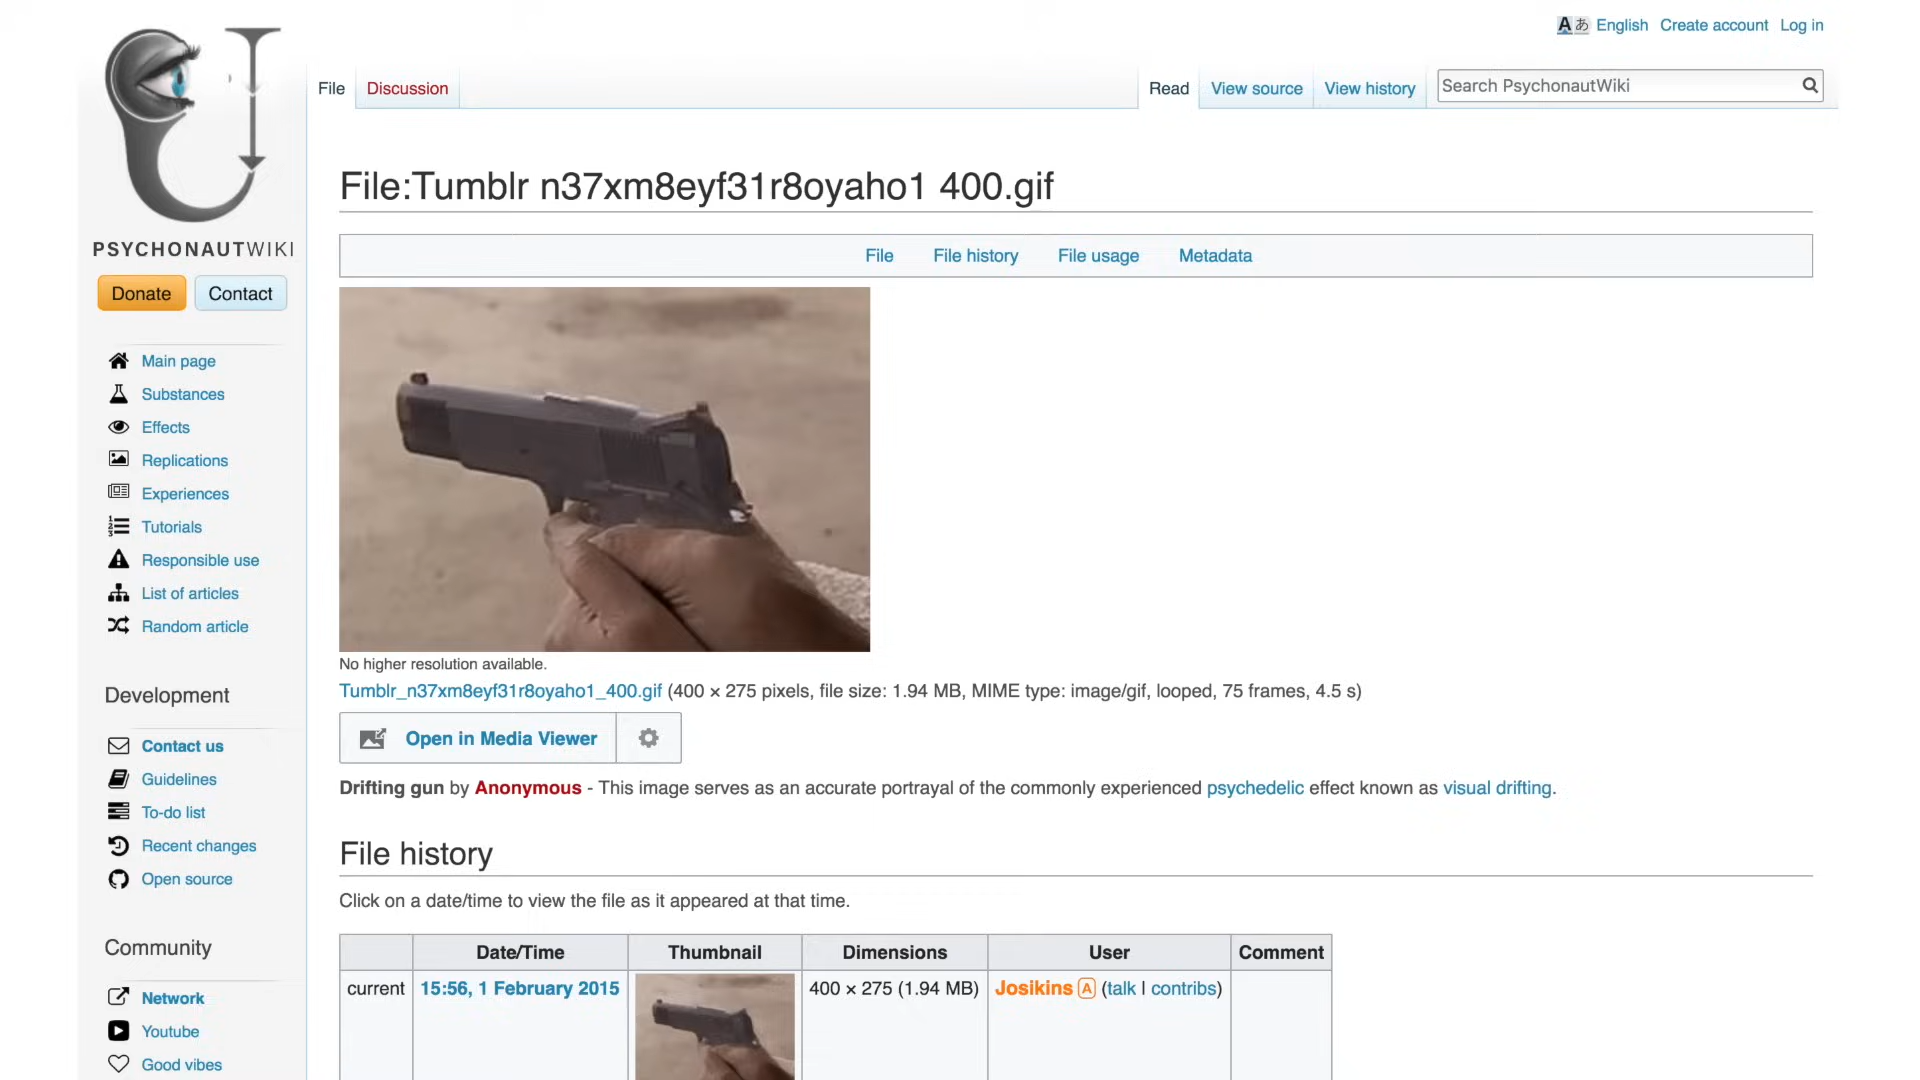 English Create account Log in
File Discussion Read View source View history Search PsychonautWiki
PSYCHONAUTWIKI
Donate Contact
Main page
Substances
Effects
Replications
Experiences
Tutorials
Responsible use
List of articles
Random article
Development
Contact us
Guidelines
To-do list
Recent changes
Open source
Community
Network
Youtube
Good vibes
File:Tumblr n37xm8eyf31r8oyaho1 400.gif
File File history File usage Metadata
No higher resolution available.
Tumblr_n37xm8eyf31r8oyaho1_400.gif (400 × 275 pixels, file size: 1.94 MB, MIME type: image/gif, looped, 75 frames, 4.5 s)
Open in Media Viewer
Drifting gun by Anonymous - This image serves as an accurate portrayal of the commonly experienced psychedelic effect known as visual drifting.
File history
Click on a date/time to view the file as it appeared at that time.
Date/Time Thumbnail Dimensions User Comment
current 15:56, 1 February 2015 400 × 275 (1.94 MB) Josikins A (talk | contribs)